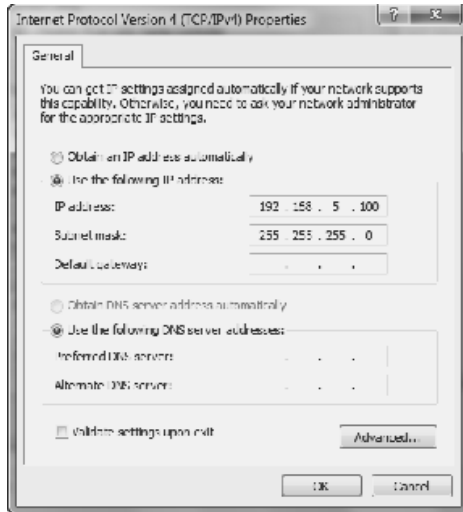 Internet Protocol Version 4 (TCP/IPv4) Properties
General
You can get IP settings assigned automatically if your network supports
this capability. Otherwise, you need to ask your network administrator
for the appropriate IP settings.
Obtain an IP address automatically
Use the following IP address:
IP address: 192 . 158 . 5 . 100
Subnet mask: 255 . 255 . 255 . 0
Default gateway: . . .
Obtain DNS server address automatically
Use the following DNS server addresses:
Preferred DNS server: . . .
Alternate DNS server: . . .
Validate settings upon exit
Advanced...
OK Cancel